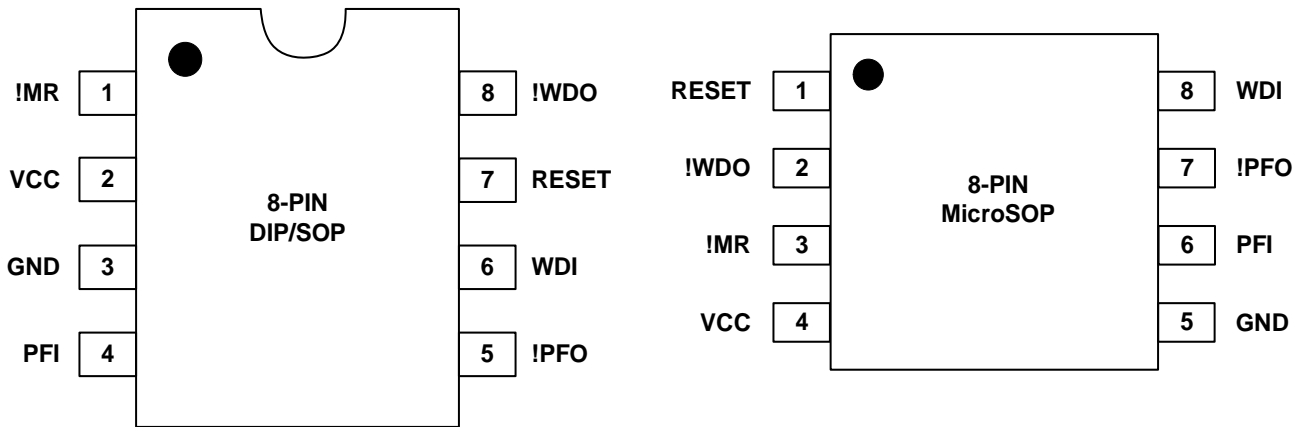 !MR 1
VCC 2
GND 3
PFI 4
8-PIN
DIP/SOP
8 !WDO
7 RESET
6 WDI
5 !PFO
RESET 1
!WDO 2
!MR 3
VCC 4
8-PIN
MicroSOP
8 WDI
7 !PFO
6 PFI
5 GND